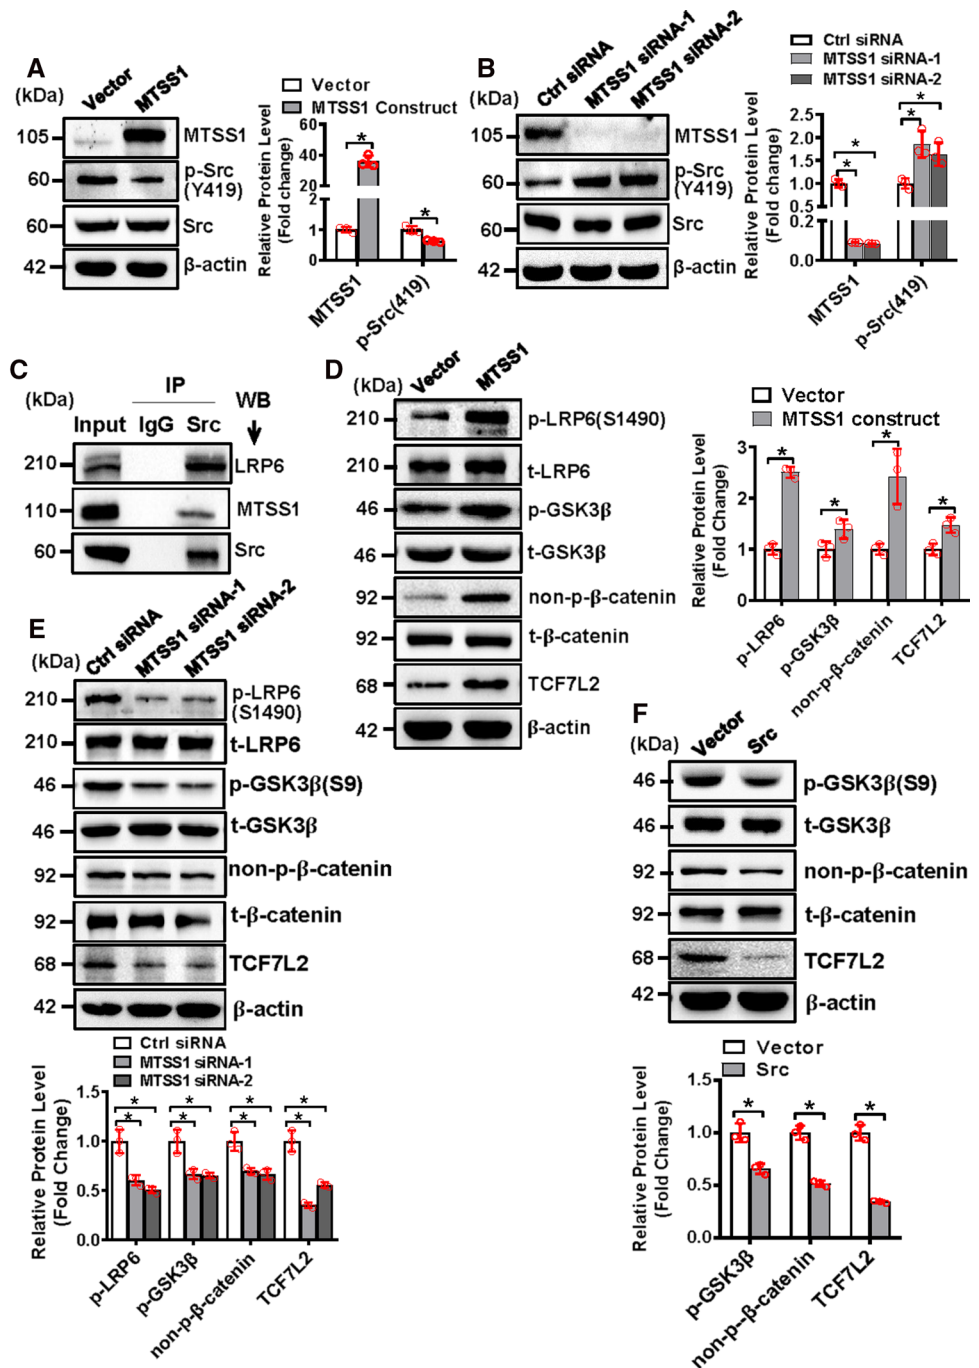 A
(kDa)
Vector
MTSS1
105
MTSS1
60
p-Src
(Y419)
60
Src
42
β-actin
Vector
MTSS1 Construct
Relative Protein Level
(Fold change)
60
40
20
2
1
0
*
*
MTSS1
p-Src(419)
B
(kDa)
Ctrl siRNA
MTSS1 siRNA-1
MTSS1 siRNA-2
105
MTSS1
60
p-Src
(Y419)
60
Src
42
β-actin
Ctrl siRNA
MTSS1 siRNA-1
MTSS1 siRNA-2
Relative Protein Level
(Fold change)
2.5
2.0
1.5
1.0
0.5
0.2
0.0
*
*
*
*
MTSS1
p-Src(419)
C
(kDa)
IP
WB
Input IgG Src
210
LRP6
110
MTSS1
60
Src
D
(kDa)
Vector
MTSS1
210
p-LRP6(S1490)
210
t-LRP6
46
p-GSK3β
46
t-GSK3β
92
non-p-β-catenin
92
t-β-catenin
68
TCF7L2
42
β-actin
Vector
MTSS1 construct
Relative Protein Level
(Fold Change)
3
2
1
0
*
*
*
*
p-LRP6
p-GSK3β
non-p-β-catenin
TCF7L2
E
(kDa)
Ctrl siRNA
MTSS1 siRNA-1
MTSS1 siRNA-2
210
p-LRP6
(S1490)
210
t-LRP6
46
p-GSK3β(S9)
46
t-GSK3β
92
non-p-β-catenin
92
t-β-catenin
68
TCF7L2
42
β-actin
Ctrl siRNA
MTSS1 siRNA-1
MTSS1 siRNA-2
Relative Protein Level
(Fold Change)
1.5
1.0
0.5
0.0
*
*
*
*
*
*
*
*
p-LRP6
p-GSK3β
non-p-β-catenin
TCF7L2
F
(kDa)
Vector
Src
46
p-GSK3β(S9)
46
t-GSK3β
92
non-p-β-catenin
92
t-β-catenin
68
TCF7L2
42
β-actin
Vector
Src
Relative Protein Level
(Fold Change)
1.5
1.0
0.5
0.0
*
*
*
p-GSK3β
non-p--β-catenin
TCF7L2